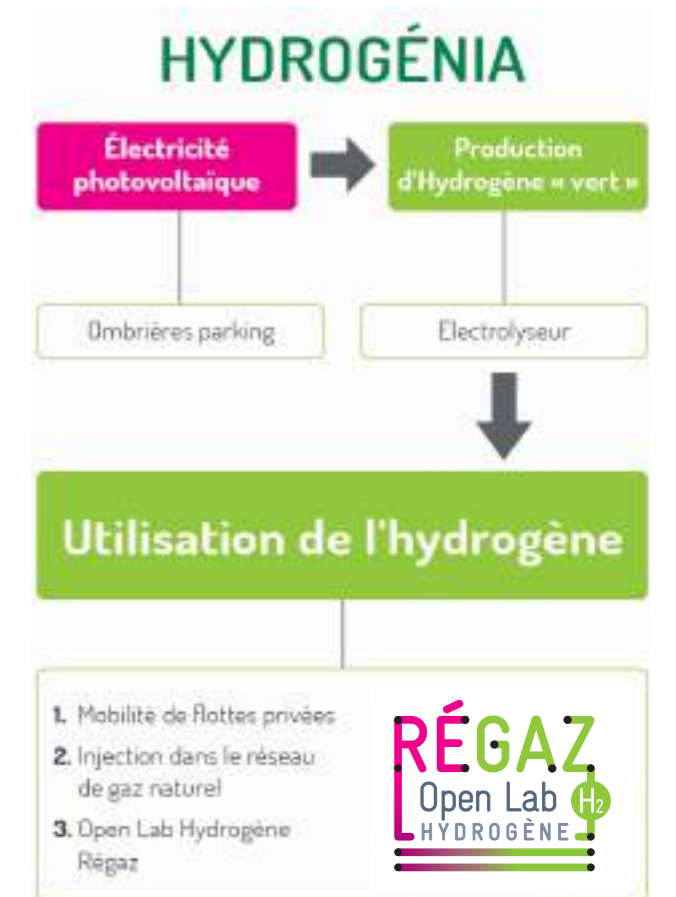 HYDROGÉNIA
Électricité
photovoltaïque
Production
d'Hydrogène « vert »
Ombrières parking
Electrolyseur
Utilisation de l'hydrogène
1. Mobilité de flottes privées
2. Injection dans le réseau
de gaz naturel
3. Open Lab Hydrogène
Régaz
RÉGAZ
Open Lab H2
HYDROGÈNE